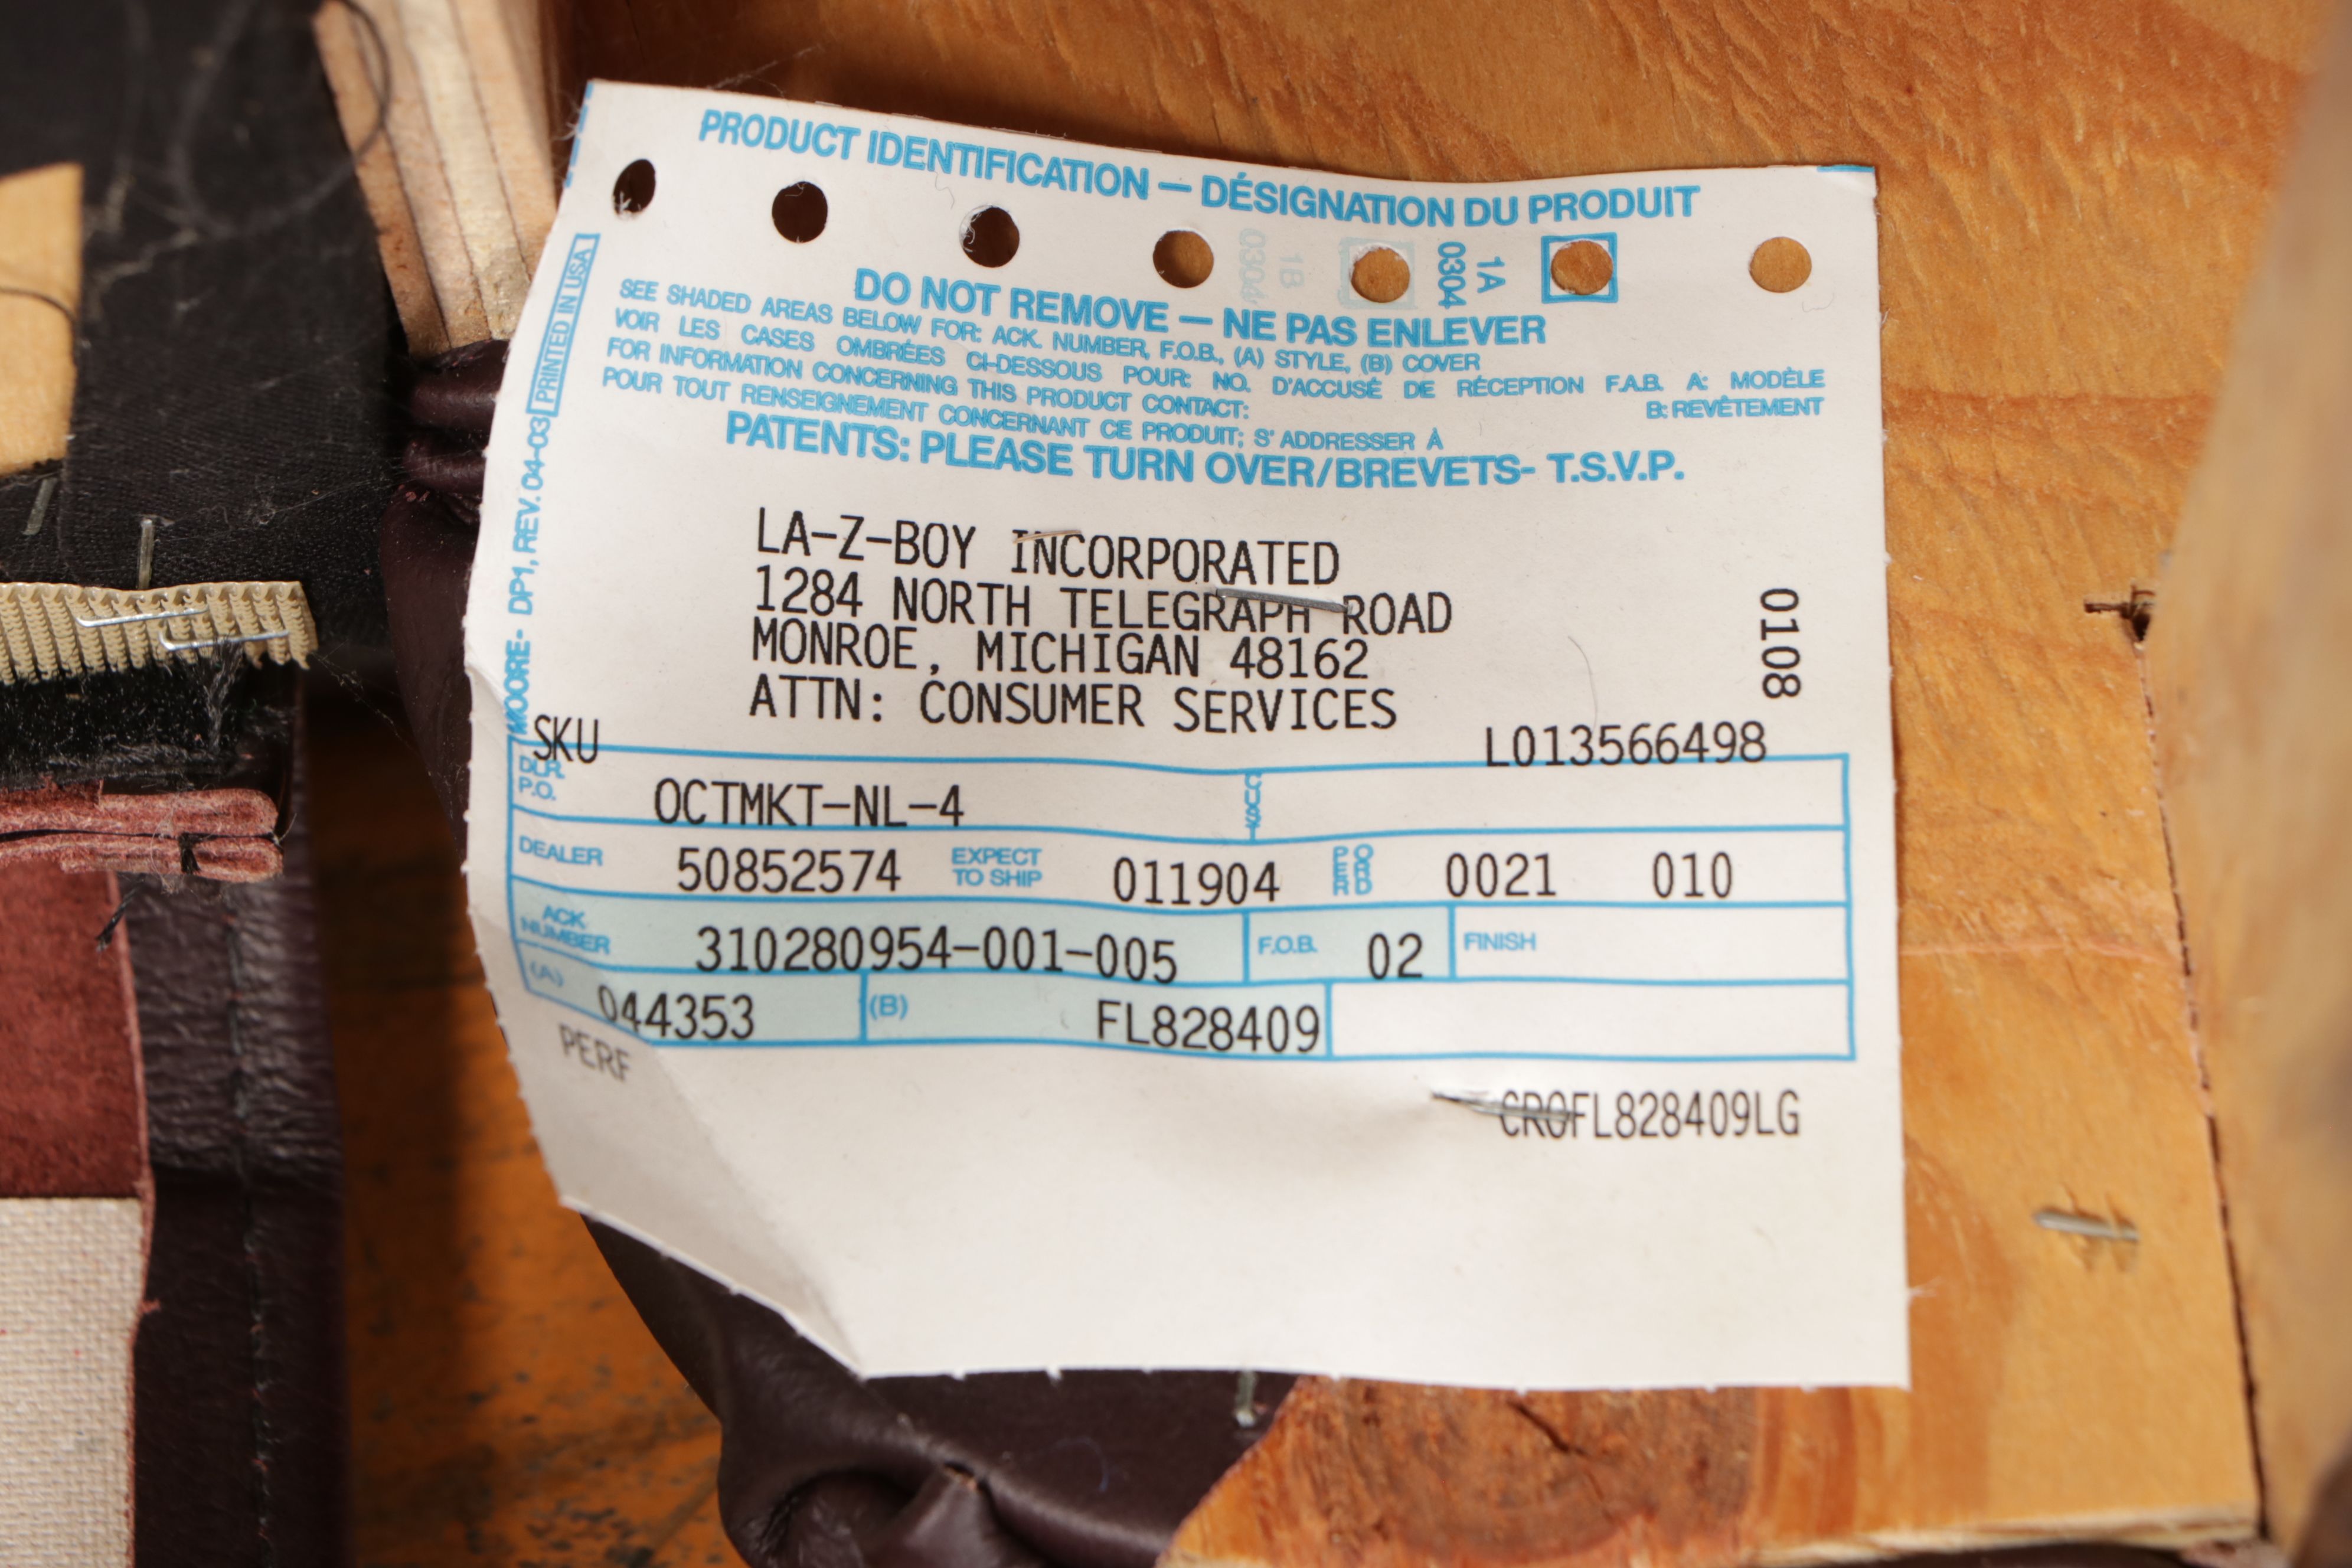 PRODUCT IDENTIFICATION — DÉSIGNATION DU PRODUIT
0304 1B
0304 1A
DO NOT REMOVE — NE PAS ENLEVER
SEE SHADED AREAS BELOW FOR: ACK. NUMBER, F.O.B., (A) STYLE, (B) COVER
VOIR LES CASES OMBRÉES CI-DESSOUS POUR: NO. D'ACCUSÉ DE RÉCEPTION F.A.B. A: MODÈLE
B: REVÊTEMENT
FOR INFORMATION CONCERNING THIS PRODUCT CONTACT:
POUR TOUT RENSEIGNEMENT CONCERNANT CE PRODUIT; S' ADDRESSER À
PATENTS: PLEASE TURN OVER/BREVETS- T.S.V.P.
MOORE- DP1, REV. 04-03 PRINTED IN USA
LA-Z-BOY INCORPORATED
1284 NORTH TELEGRAPH ROAD
MONROE, MICHIGAN 48162
ATTN: CONSUMER SERVICES
0108
SKU L013566498
DLR. P.O. OCTMKT-NL-4 CUST
DEALER 50852574 EXPECT TO SHIP 011904 PER ORD 0021 010
ACK NUMBER 310280954-001-005 F.O.B. 02 FINISH
(A) 044353 (B) FL828409
PERF
CROFL828409LG